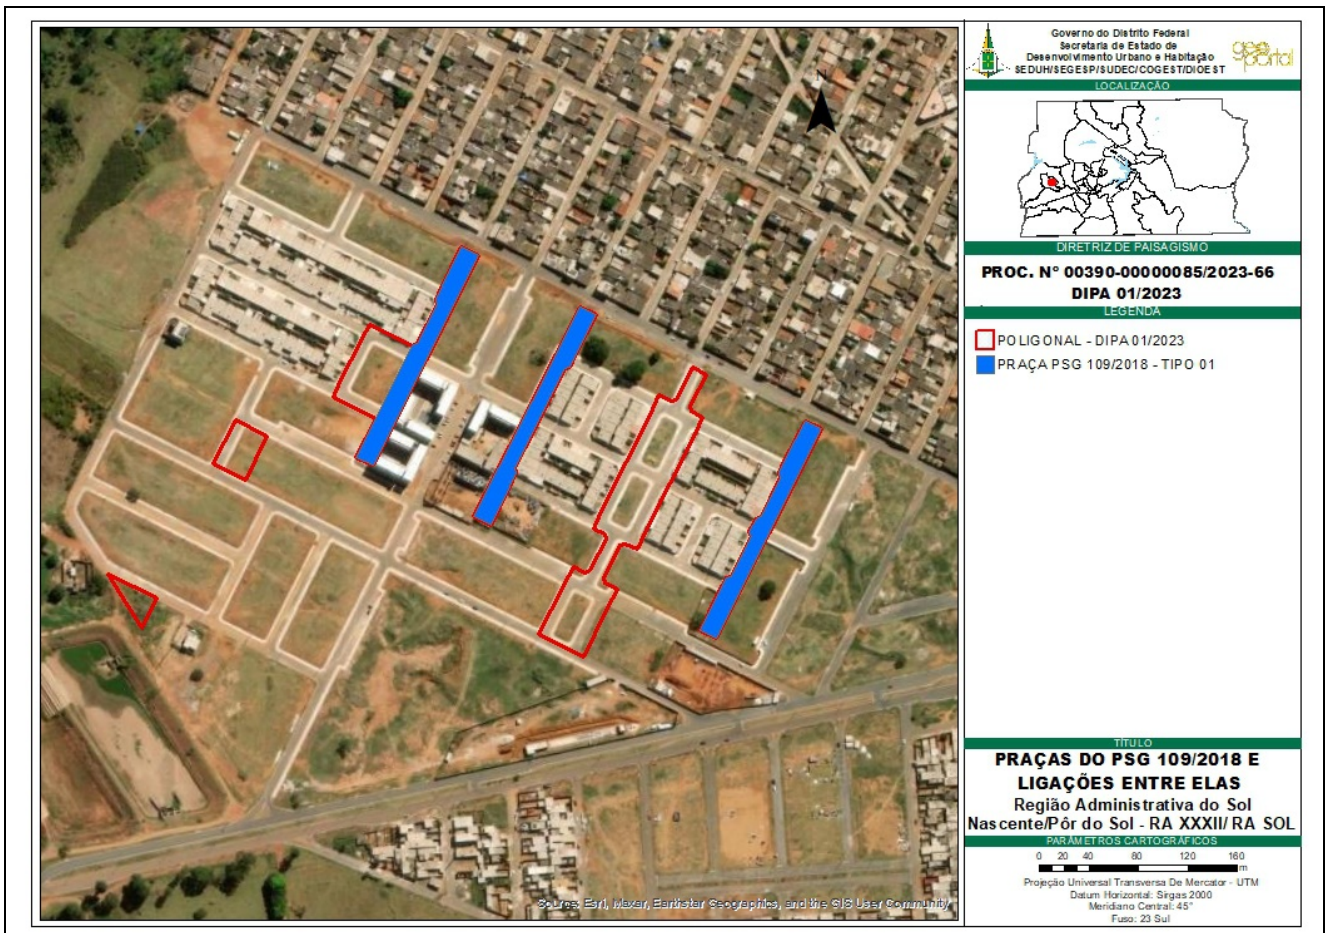 Governo do Distrito Federal
Secretaria de Estado de
Desenvolvimento Urbano e Habitação
SEDUH/SEGESP/SUDEC/COGEST/DIOEST
geo
portal
LOCALIZAÇÃO
DIRETRIZ DE PAISAGISMO
PROC. Nº 00390-00000085/2023-66
DIPA 01/2023
LEGENDA
POLIGONAL - DIPA 01/2023
PRAÇA PSG 109/2018 - TIPO 01
TÍTULO
PRAÇAS DO PSG 109/2018 E
LIGAÇÕES ENTRE ELAS
Região Administrativa do Sol
Nascente/Pôr do Sol - RA XXXII/ RA SOL
PARÂMETROS CARTOGRÁFICOS
0 20 40 80 120 160
m
Projeção Universal Transversa De Mercator - UTM
Datum Horizontal: Sirgas 2000
Meridiano Central: 45°
Fuso: 23 Sul
N
Source: Esri, Maxar, Earthstar Geographics, and the GIS User Community